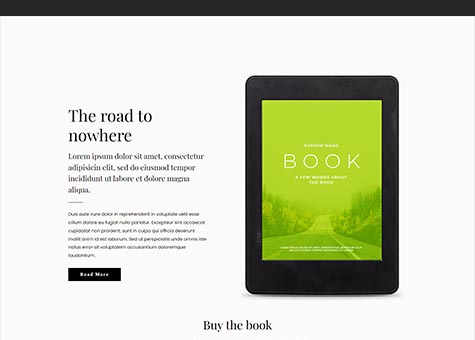 The road to
nowhere
Lorem ipsum dolor sit amet, consectetur
adipisicin elit, sed do eiusmod tempor
incididunt ut labore et dolore magna
aliqua.
Duis aute irure dolor in reprehenderit in voluptate velit esse
cillum dolore eu fugiat nulla pariatur. Excepteur sint occaecat
cupidatat non proident, sunt in culpa qui officia deserunt
mollit anim id est laborum. Sed ut perspiciatis unde omnis iste
natus error sit voluptatem accusantium doloremque
laudantium.
Read More
AUTHOR NAME
BOOK
A FEW WORDS ABOUT
THE BOOK
Buy the book